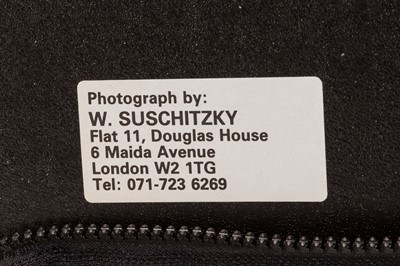 Photograph by:
W. SUSCHITZKY
Flat 11, Douglas House
6 Maida Avenue
London W2 1TG
Tel: 071-723 6269